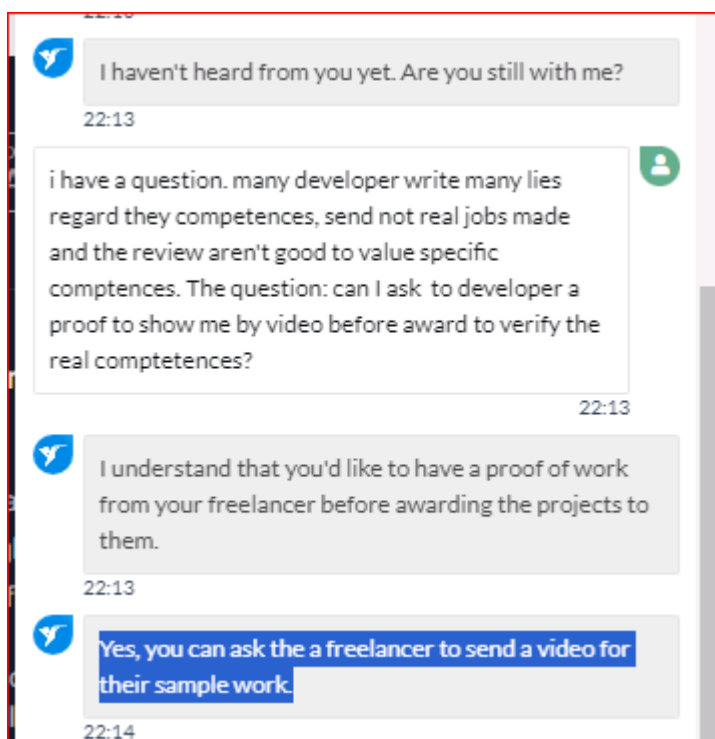 I haven't heard from you yet. Are you still with me?
22:13
i have a question. many developer write many lies
regard they competences, send not real jobs made
and the review aren't good to value specific
comptences. The question: can I ask to developer a
proof to show me by video before award to verify the
real comptetences?
22:13
I understand that you'd like to have a proof of work
from your freelancer before awarding the projects to
them.
22:13
Yes, you can ask the a freelancer to send a video for
their sample work.
22:14